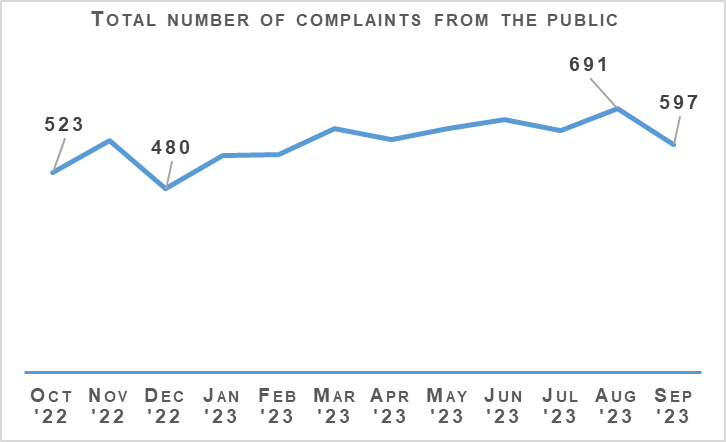 TOTAL NUMBER OF COMPLAINTS FROM THE PUBLIC
691
597
523
480
OCT NOV DEC JAN FEB MAR APR MAY JUN JUL AUG SEP
'22 '22 '22 '23 '23 '23 '23 '23 '23 '23 '23 '23